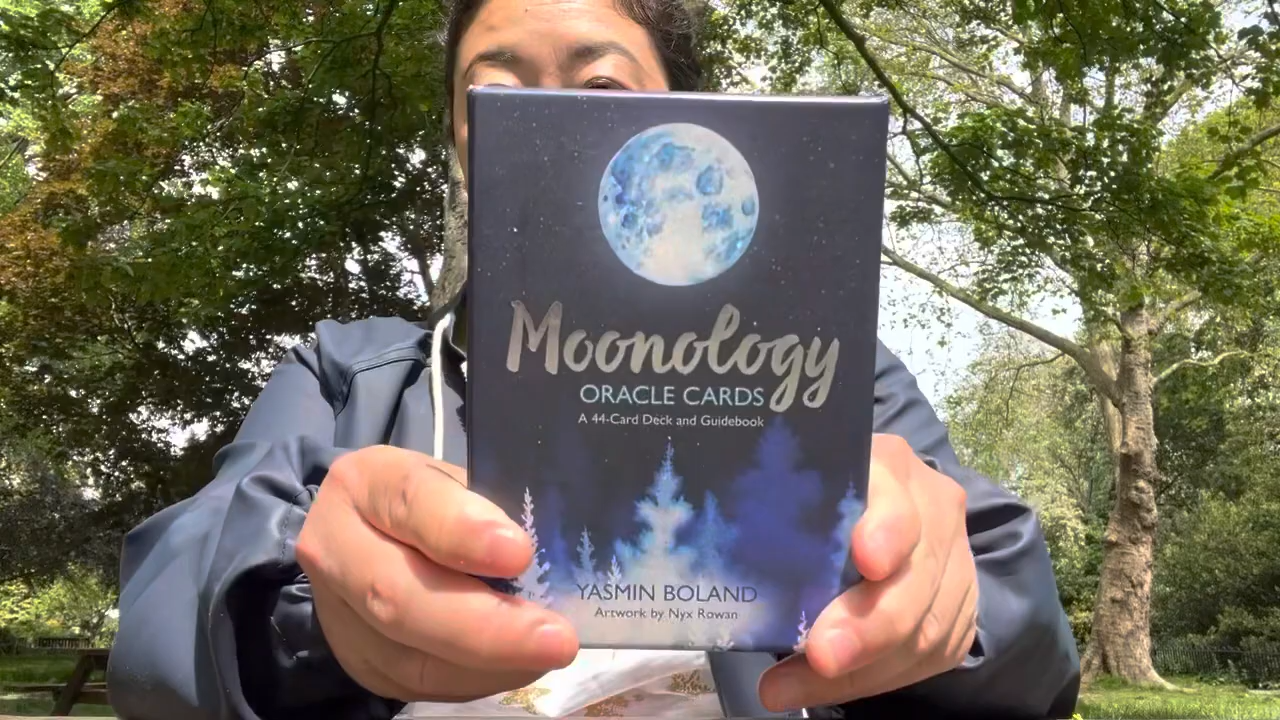 Moonology
ORACLE CARDS
A 44-Card Deck and Guidebook
YASMIN BOLAND
Artwork by Nyx Rowan